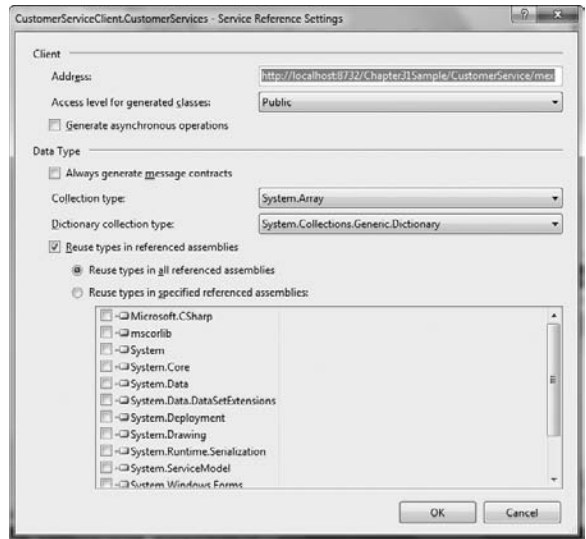 CustomerServiceClient.CustomerServices - Service Reference Settings
Client
Address: http://localhost:8732/Chapter31Sample/CustomerService/mex
Access level for generated classes: Public
Generate asynchronous operations
Data Type
Always generate message contracts
Collection type: System.Array
Dictionary collection type: System.Collections.Generic.Dictionary
Reuse types in referenced assemblies
Reuse types in all referenced assemblies
Reuse types in specified referenced assemblies:
Microsoft.CSharp
mscorlib
System
System.Core
System.Data
System.Data.DataSetExtensions
System.Deployment
System.Drawing
System.Runtime.Serialization
System.ServiceModel
System.Windows.Forms
OK Cancel